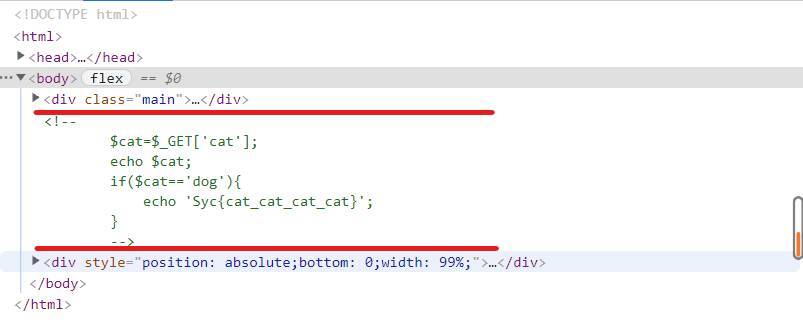 <!DOCTYPE html>
<html>
<head>…</head>
<body> flex == $0
<div class="main">…</div>
<!--
$cat=$_GET['cat'];
echo $cat;
if($cat=='dog'){
echo 'Syc{cat_cat_cat_cat}';
}
-->
<div style="position: absolute;bottom: 0;width: 99%;">…</div>
</body>
</html>